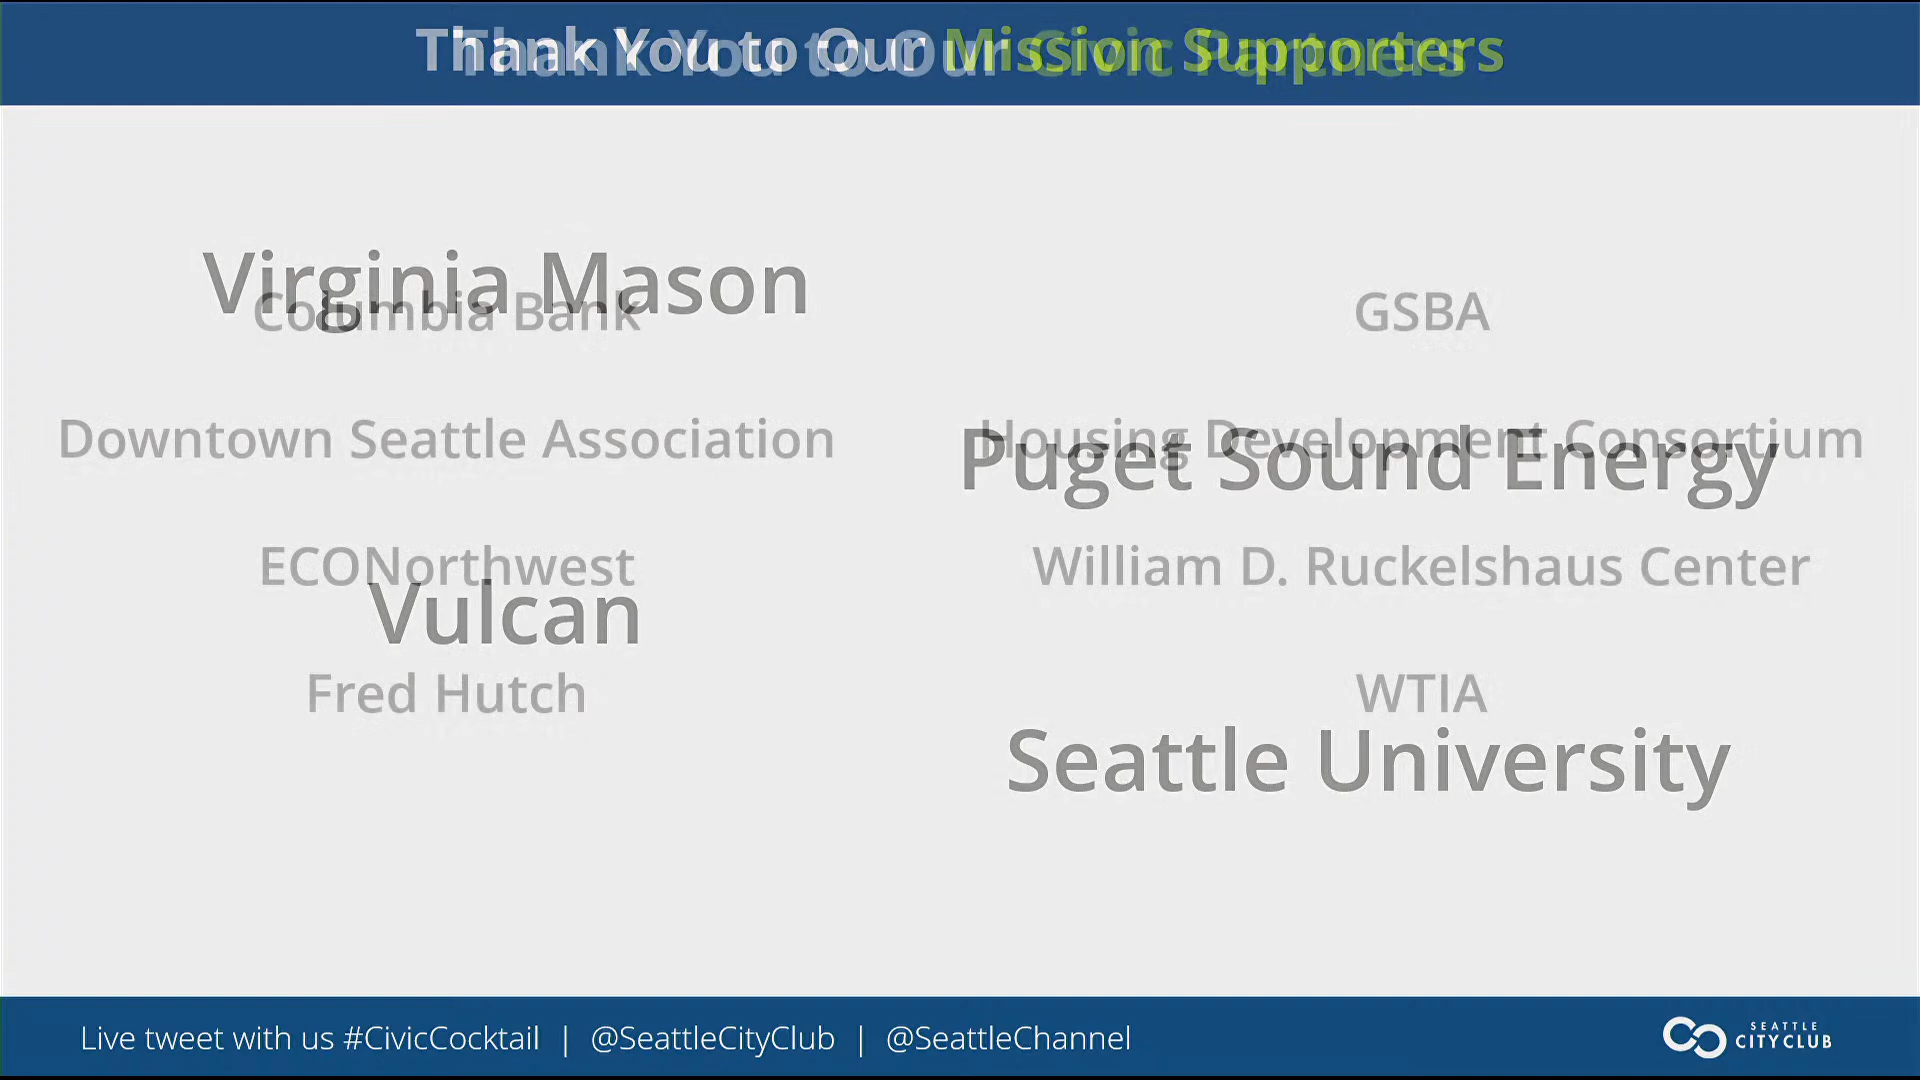 Thank You to Our Mission Supporters
Thank You to Our Civic Partners
Virginia Mason
Columbia Bank
GSBA
Downtown Seattle Association
Housing Development Consortium
Puget Sound Energy
ECONorthwest
William D. Ruckelshaus Center
Vulcan
Fred Hutch
WTIA
Seattle University
Live tweet with us #CivicCocktail | @SeattleCityClub | @SeattleChannel
SEATTLE
CITYCLUB